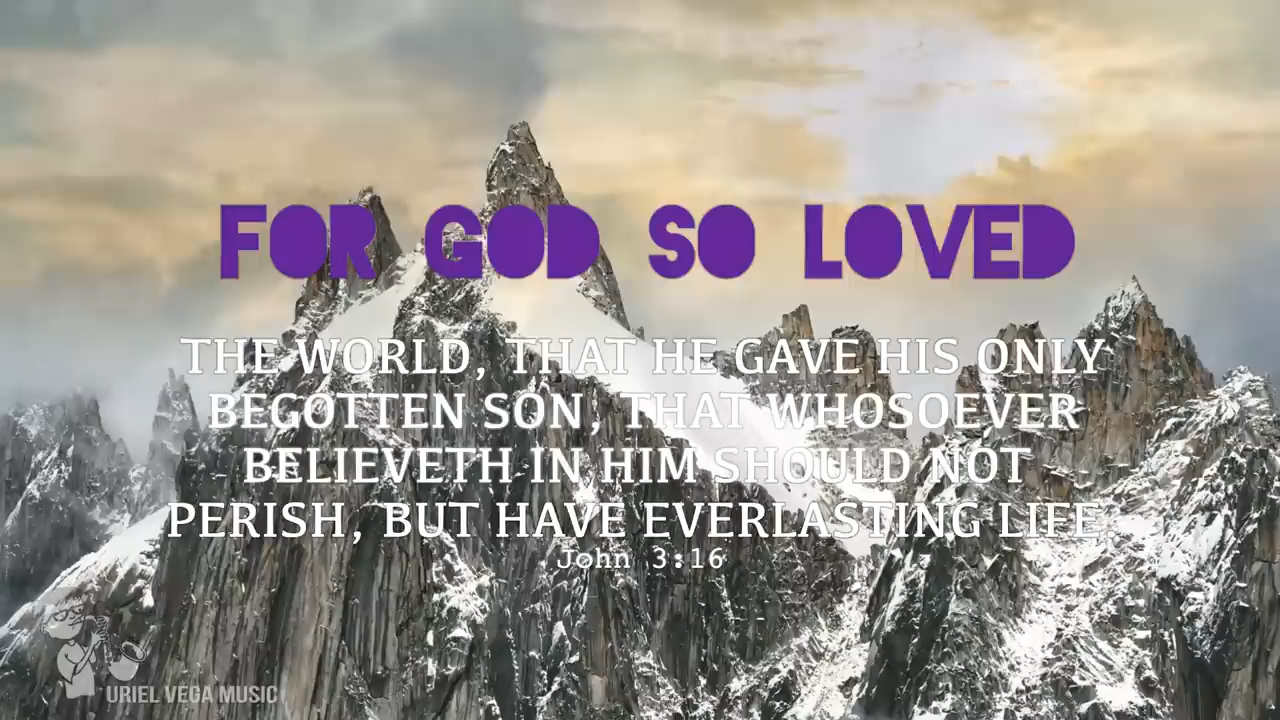 FOR GOD SO LOVED
THE WORLD, THAT HE GAVE HIS ONLY
BEGOTTEN SON, THAT WHOSOEVER
BELIEVETH IN HIM SHOULD NOT
PERISH, BUT HAVE EVERLASTING LIFE.
John 3:16
URIEL VEGA MUSIC